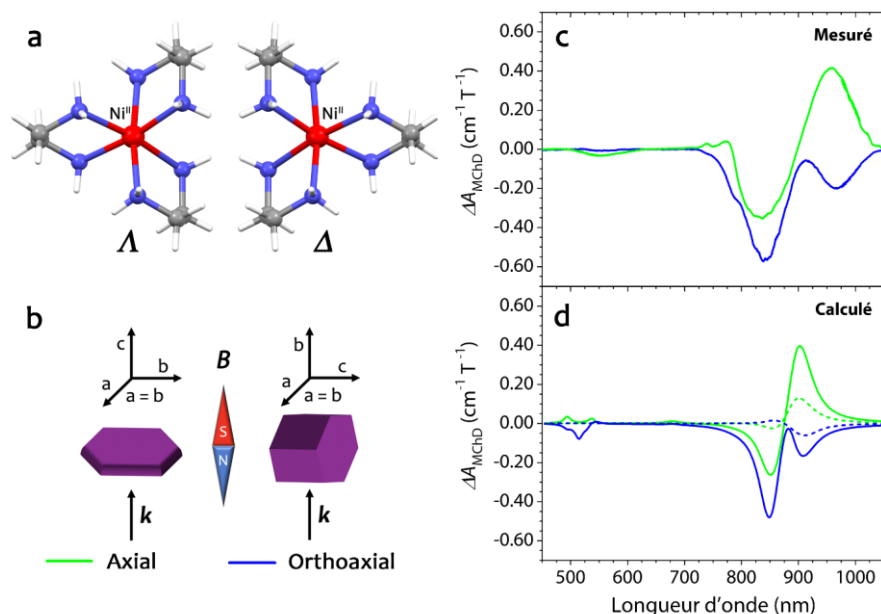 a
Ni^II
Ni^II
Λ
Δ
b
c
b
a
a = b
B
S
N
b
c
a
a = b
k
k
Axial
Orthoaxial
c
Mesuré
ΔA_MChD (cm⁻¹ T⁻¹)
0.60
0.40
0.20
0.00
-0.20
-0.40
-0.60
d
Calculé
ΔA_MChD (cm⁻¹ T⁻¹)
0.40
0.20
0.00
-0.20
-0.40
-0.60
500 600 700 800 900 1000
Longueur d'onde (nm)